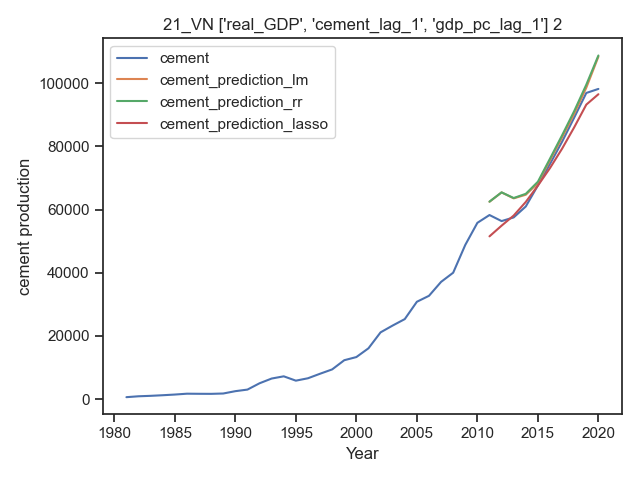 21_VN ['real_GDP', 'cement_lag_1', 'gdp_pc_lag_1'] 2
cement
cement_prediction_lm
cement_prediction_rr
cement_prediction_lasso
cement production
100000
80000
60000
40000
20000
0
1980 1985 1990 1995 2000 2005 2010 2015 2020
Year